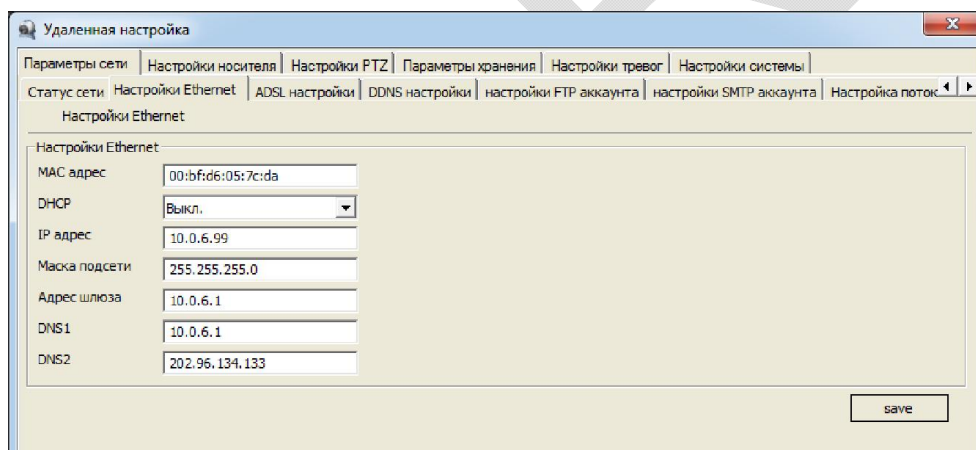 Удаленная настройка
Параметры сети Настройки носителя Настройки PTZ Параметры хранения Настройки тревог Настройки системы
Статус сети Настройки Ethernet ADSL настройки DDNS настройки настройки FTP аккаунта настройки SMTP аккаунта Настройка поток
Настройки Ethernet
Настройки Ethernet
MAC адрес 00:bf:d6:05:7c:da
DHCP Выкл.
IP адрес 10.0.6.99
Маска подсети 255.255.255.0
Адрес шлюза 10.0.6.1
DNS1 10.0.6.1
DNS2 202.96.134.133
save